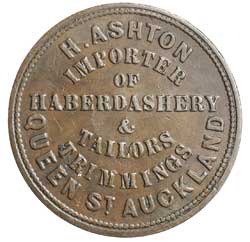 H. ASHTON
IMPORTER
OF
HABERDASHERY
&
TAILORS
TRIMMINGS
QUEEN ST AUCKLAND